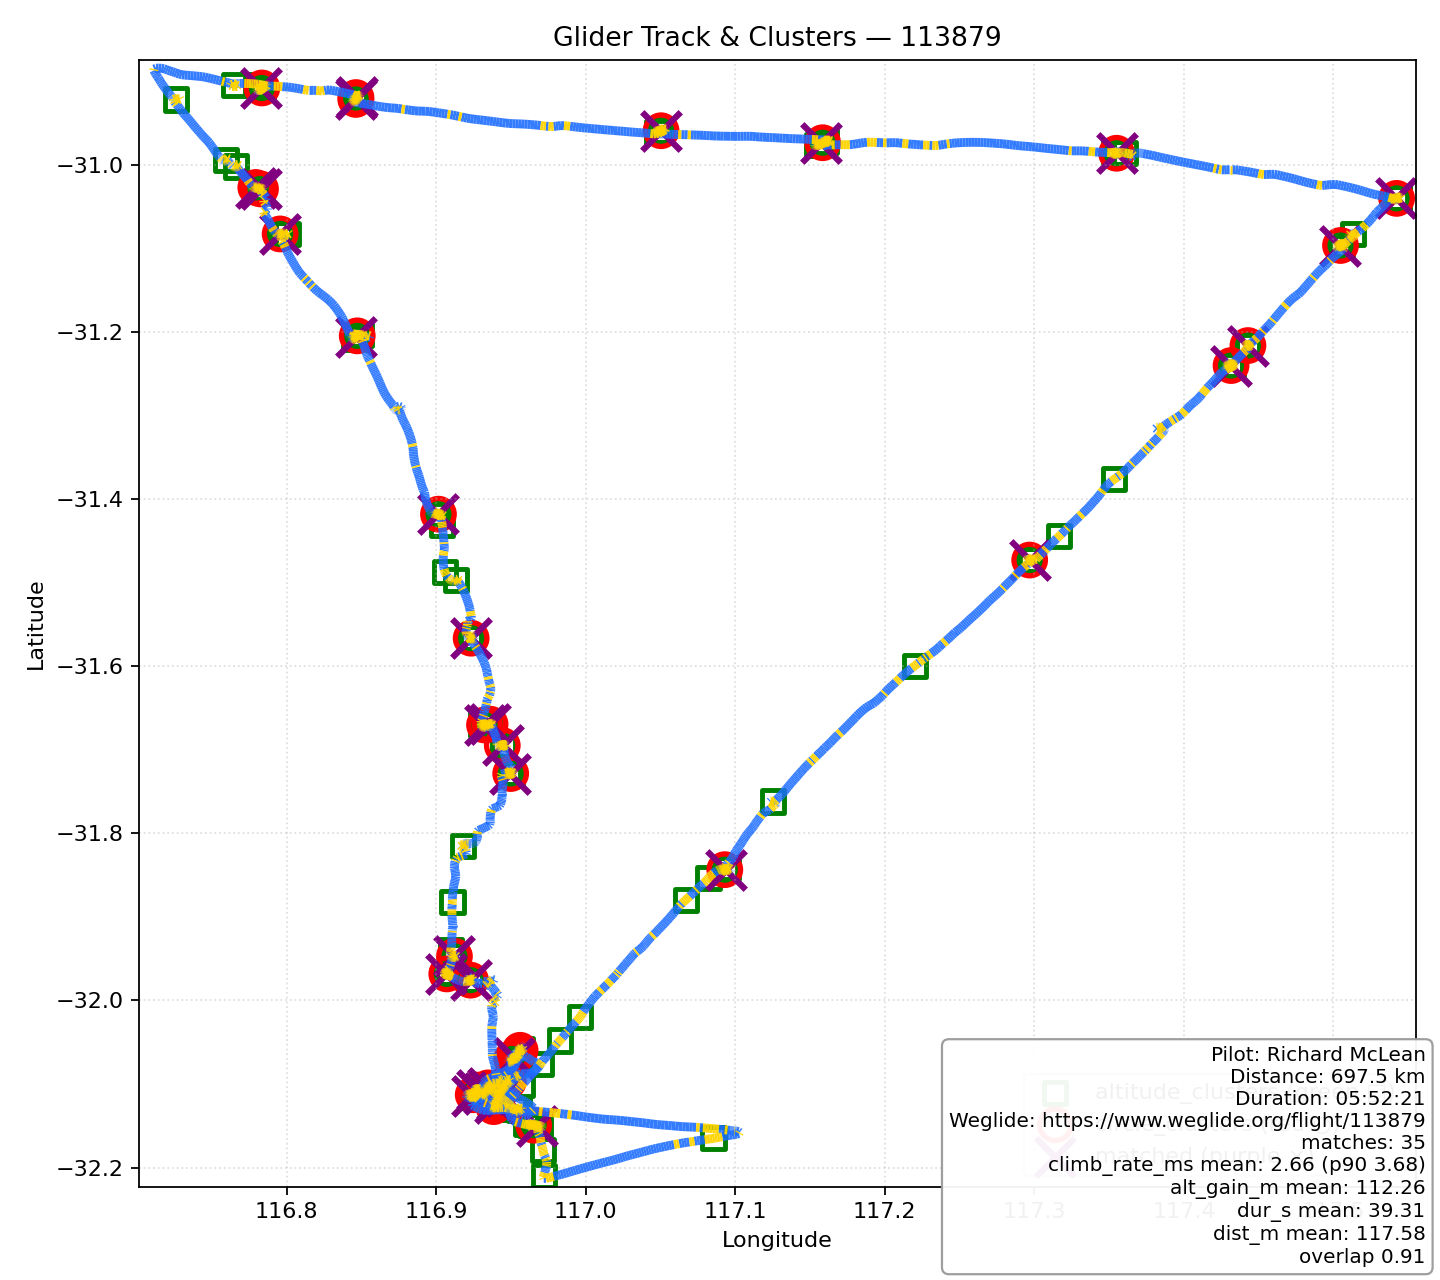 Glider Track & Clusters — 113879
Latitude
−31.0
−31.2
−31.4
−31.6
−31.8
−32.0
−32.2
116.8
116.9
117.0
117.1
117.2
117.3
117.4
Longitude
matched (purple
Pilot: Richard McLean
Distance: 697.5 km
Duration: 05:52:21
Weglide: https://www.weglide.org/flight/113879
matches: 35
climb_rate_ms mean: 2.66 (p90 3.68)
alt_gain_m mean: 112.26
dur_s mean: 39.31
dist_m mean: 117.58
overlap 0.91